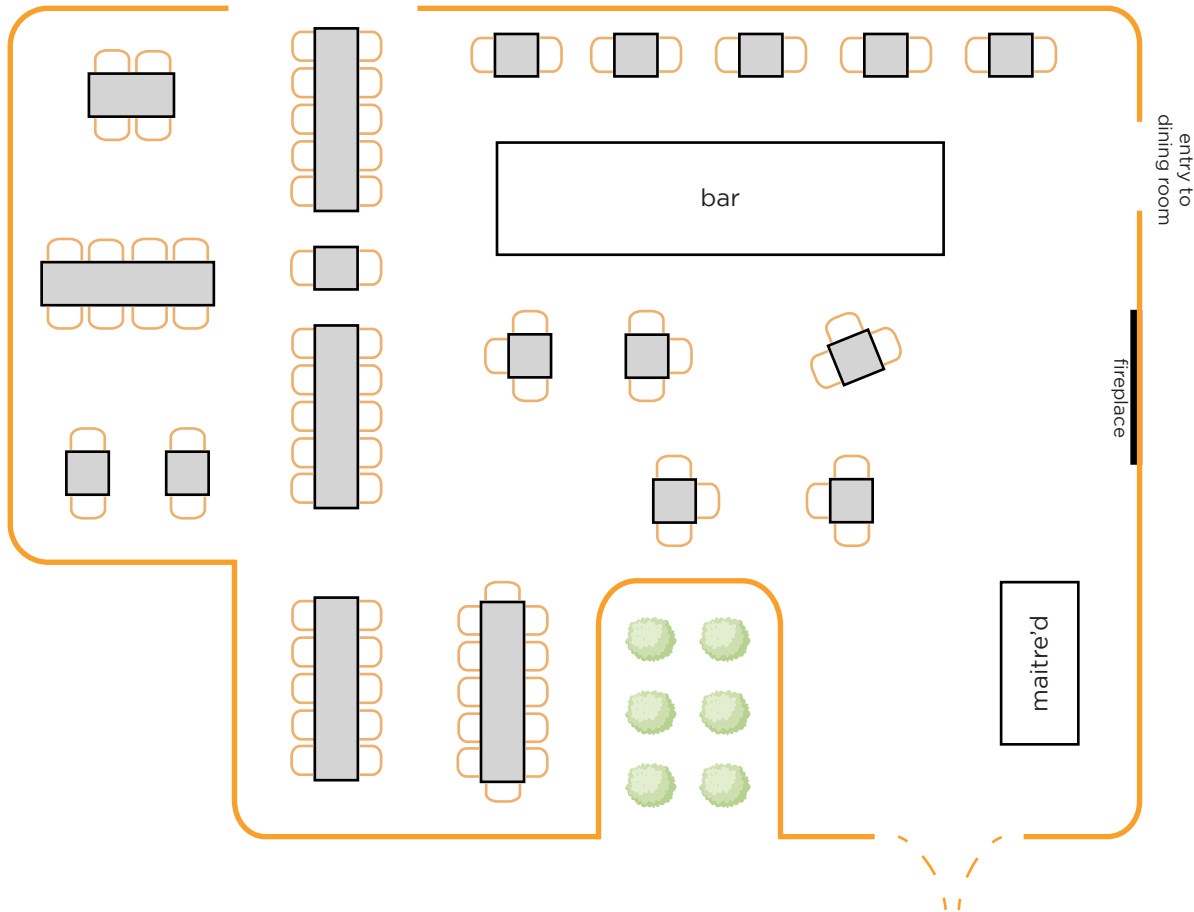 entry to
dining room
bar
fireplace
maitre’d